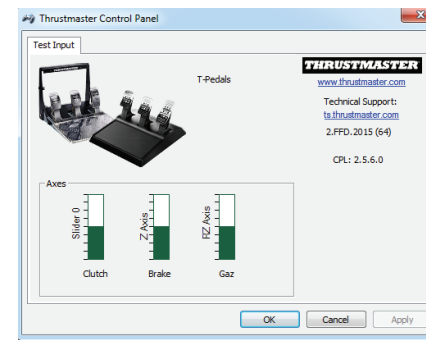 Thrustmaster Control Panel
Test Input
T-Pedals
THRUSTMASTER
www.thrustmaster.com
Technical Support:
ts.thrustmaster.com
2.FFD.2015 (64)
CPL: 2.5.6.0
Axes
Slider 0
Z Axis
RZ Axis
Clutch
Brake
Gaz
OK
Cancel
Apply